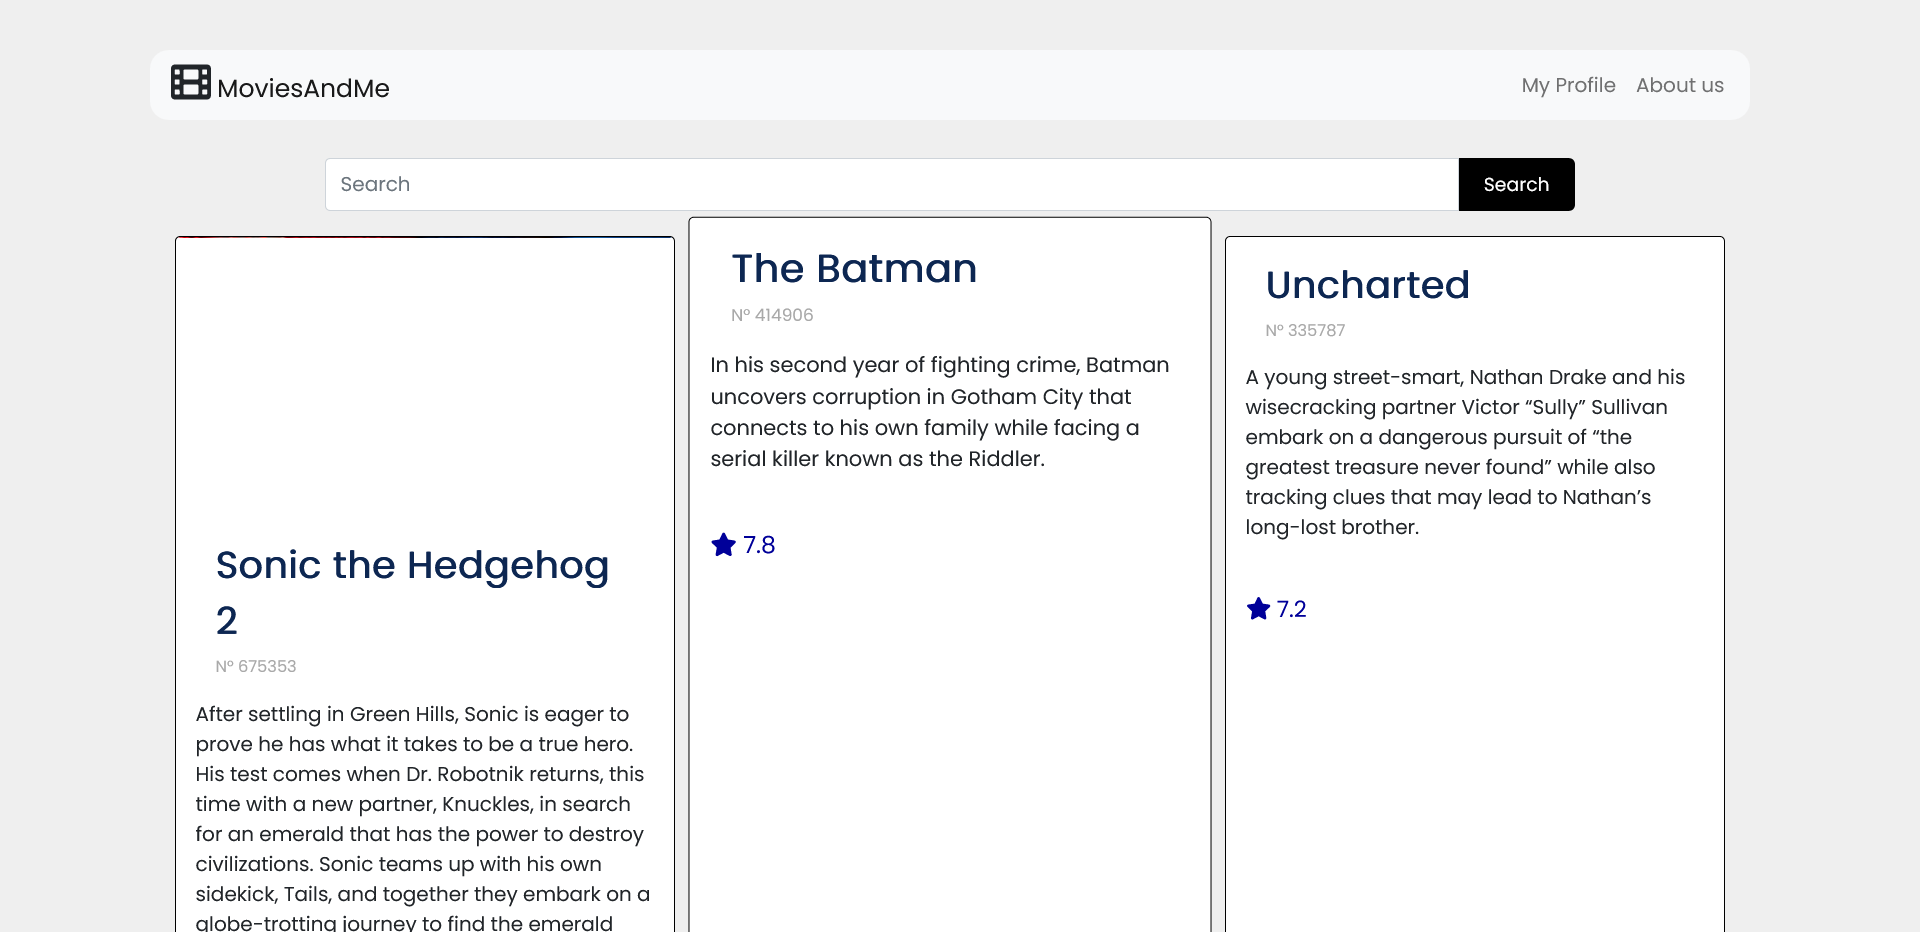 MoviesAndMe
My Profile
About us
Search
Search
Sonic the Hedgehog
2
N° 675353
After settling in Green Hills, Sonic is eager to
prove he has what it takes to be a true hero.
His test comes when Dr. Robotnik returns, this
time with a new partner, Knuckles, in search
for an emerald that has the power to destroy
civilizations. Sonic teams up with his own
sidekick, Tails, and together they embark on a
globe-trotting journey to find the emerald
The Batman
N° 414906
In his second year of fighting crime, Batman
uncovers corruption in Gotham City that
connects to his own family while facing a
serial killer known as the Riddler.
7.8
Uncharted
N° 335787
A young street-smart, Nathan Drake and his
wisecracking partner Victor “Sully” Sullivan
embark on a dangerous pursuit of “the
greatest treasure never found” while also
tracking clues that may lead to Nathan’s
long-lost brother.
7.2